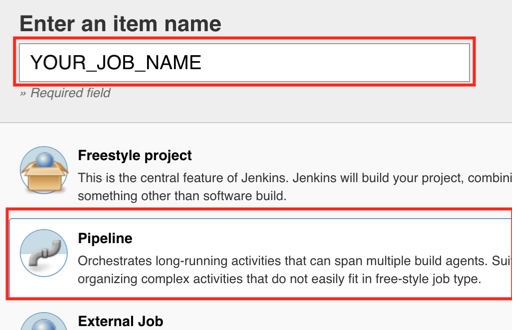 Enter an item name
YOUR_JOB_NAME
» Required field
Freestyle project
This is the central feature of Jenkins. Jenkins will build your project, combini
something other than software build.
Pipeline
Orchestrates long-running activities that can span multiple build agents. Sui
organizing complex activities that do not easily fit in free-style job type.
External Job